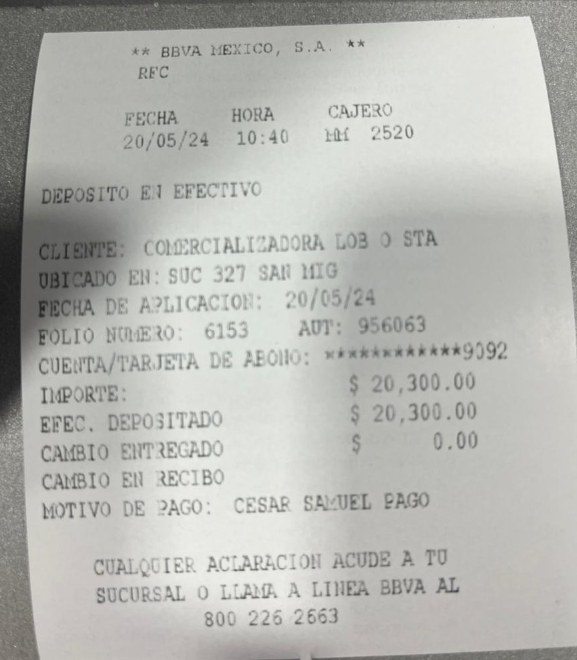 ** BBVA MEXICO, S.A. **
RFC
FECHA HORA CAJERO
20/05/24 10:40 MM 2520
DEPOSITO EN EFECTIVO
CLIENTE: COMERCIALIZADORA LOB O STA
UBICADO EN: SUC 327 SAN MIG
FECHA DE APLICACION: 20/05/24
FOLIO NUMERO: 6153 AUT: 956063
CUENTA/TARJETA DE ABONO: ************9092
IMPORTE: $ 20,300.00
EFEC. DEPOSITADO $ 20,300.00
CAMBIO ENTREGADO $ 0.00
CAMBIO EN RECIBO
MOTIVO DE PAGO: CESAR SAMUEL PAGO
CUALQUIER ACLARACION ACUDE A TU
SUCURSAL O LLAMA A LINEA BBVA AL
800 226 2663